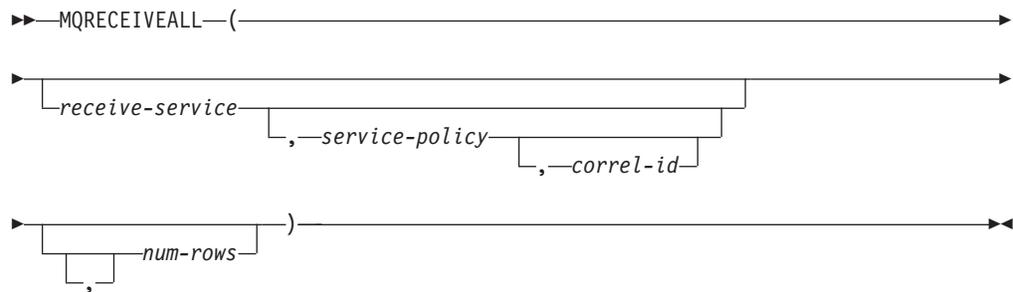 MQRECEIVEALL (
receive-service
, service-policy
, correl-id
num-rows )
,